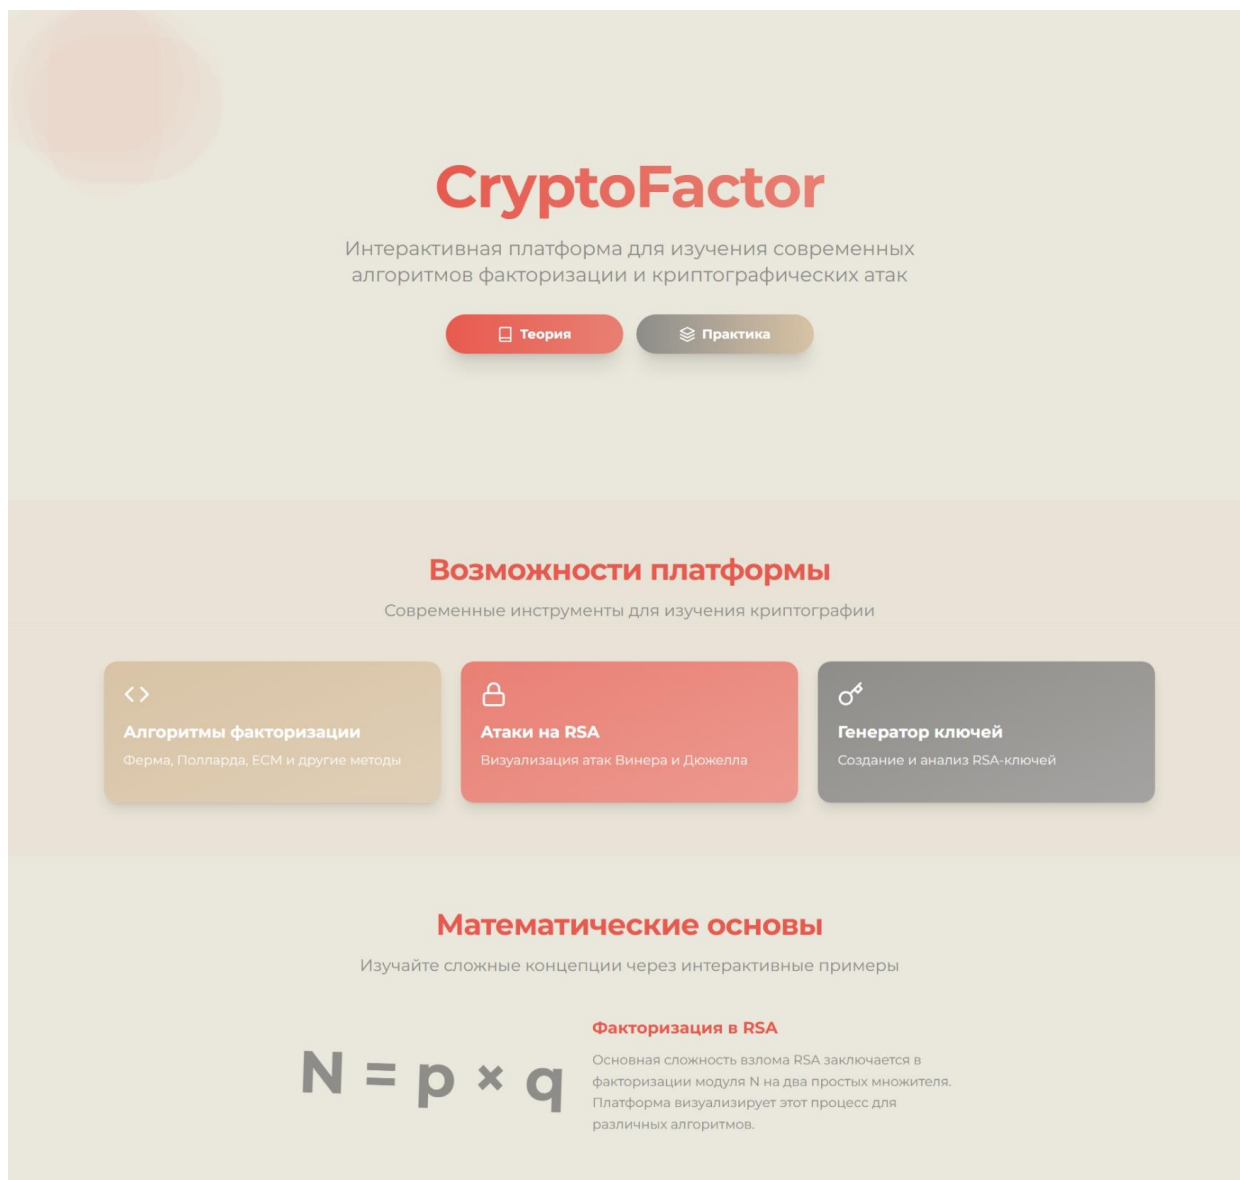 CryptoFactor
Интерактивная платформа для изучения современных
алгоритмов факторизации и криптографических атак
Теория
Практика
Возможности платформы
Современные инструменты для изучения криптографии
Алгоритмы факторизации
Ферма, Полларда, ECM и другие методы
Атаки на RSA
Визуализация атак Винера и Дюжелла
Генератор ключей
Создание и анализ RSA-ключей
Математические основы
Изучайте сложные концепции через интерактивные примеры
N = p × q
Факторизация в RSA
Основная сложность взлома RSA заключается в
факторизации модуля N на два простых множителя.
Платформа визуализирует этот процесс для
различных алгоритмов.